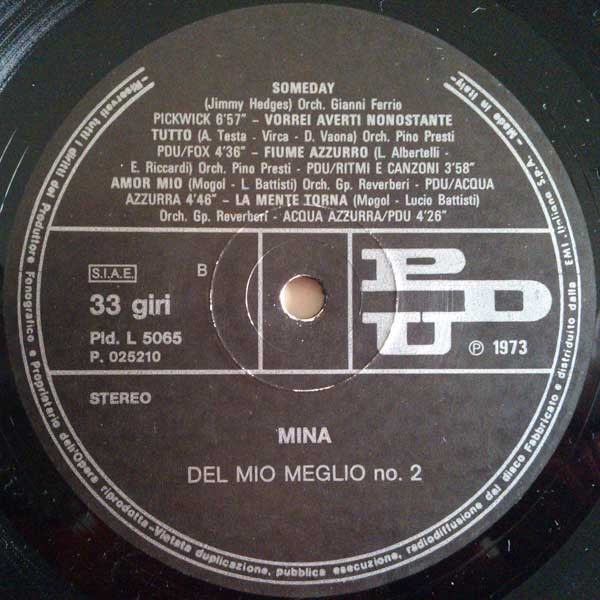 SOMEDAY
(Jimmy Hedges) Orch. Gianni Ferrio
PICKWICK 6'57" – VORREI AVERTI NONOSTANTE
TUTTO (A. Testa - Virca - D. Vaona) Orch. Pino Presti
PDU/FOX 4'36" – FIUME AZZURRO (L. Albertelli -
E. Riccardi) Orch. Pino Presti - PDU/RITMI E CANZONI 3'58"
AMOR MIO (Mogol - L. Battisti) Orch. Gp. Reverberi - PDU/ACQUA
AZZURRA 4'46" – LA MENTE TORNA (Mogol - Lucio Battisti)
Orch. Gp. Reverberi - ACQUA AZZURRA/PDU 4'26"
S.I.A.E.
B
33 giri
Pld. L 5065
P. 025210
PDU
℗ 1973
STEREO
MINA
DEL MIO MEGLIO no. 2
-Riservati tutti i diritti del Produttore Fonografico e Proprietario dell'Opera riprodotta-Vietata duplicazione, pubblica esecuzione, radiodiffusione del disco Fabbricato e distribuito dalla EMI - Italiana S.P.A. - Made in Italy-